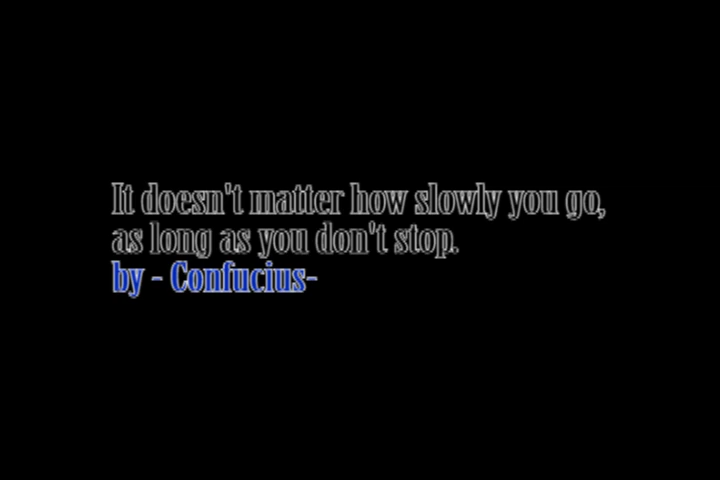 It doesn't matter how slowly you go,
as long as you don't stop.
by - Confucius-